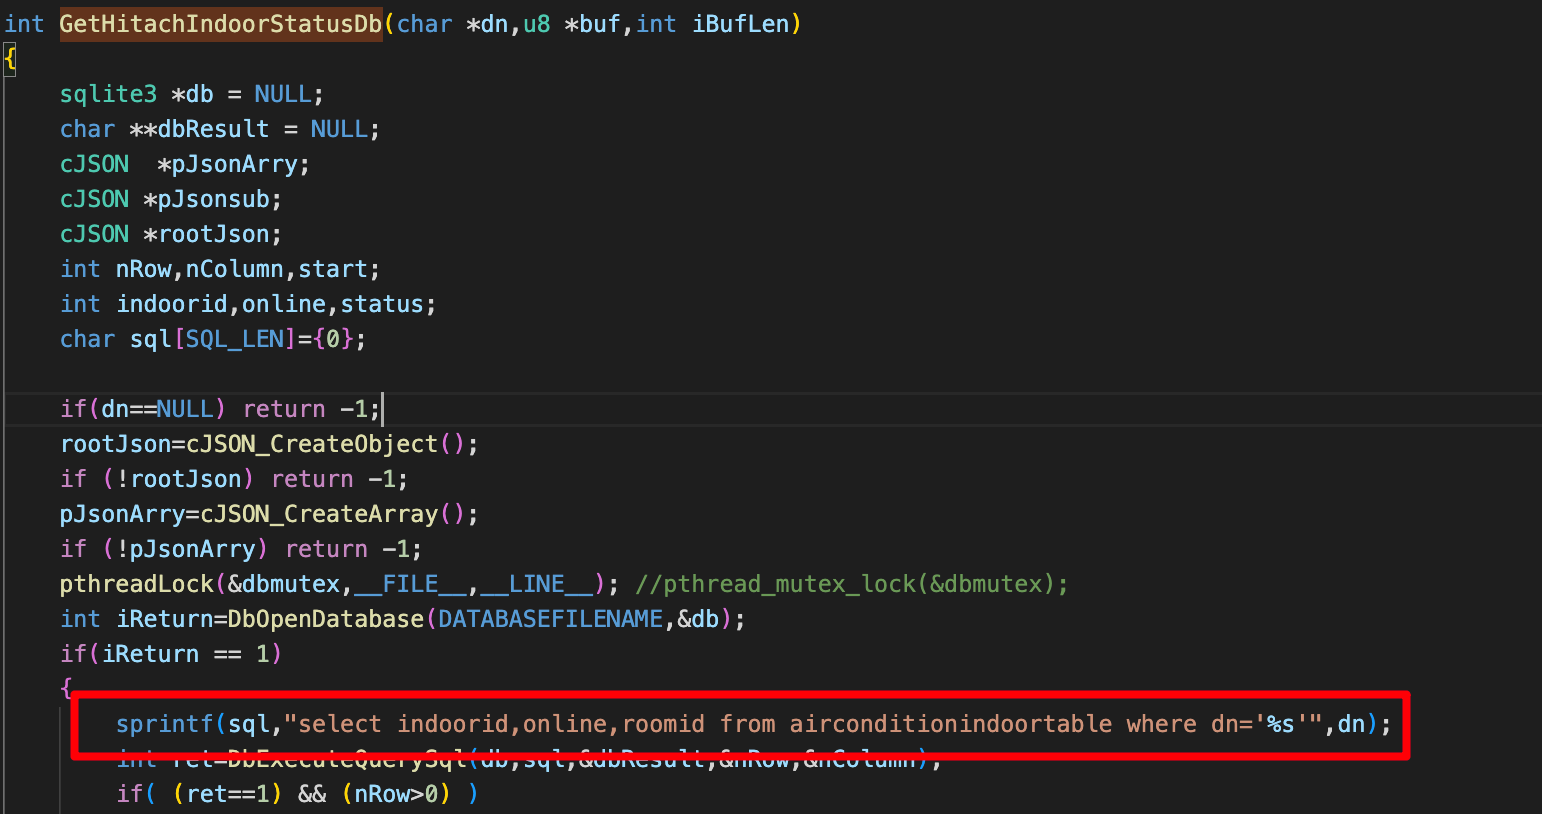 int GetHitachIndoorStatusDb(char *dn,u8 *buf,int iBufLen)
{
    sqlite3 *db = NULL;
    char **dbResult = NULL;
    cJSON  *pJsonArry;
    cJSON *pJsonsub;
    cJSON *rootJson;
    int nRow,nColumn,start;
    int indoorid,online,status;
    char sql[SQL_LEN]={0};

    if(dn==NULL) return -1;
    rootJson=cJSON_CreateObject();
    if (!rootJson) return -1;
    pJsonArry=cJSON_CreateArray();
    if (!pJsonArry) return -1;
    pthreadLock(&dbmutex,__FILE__,__LINE__); //pthread_mutex_lock(&dbmutex);
    int iReturn=DbOpenDatabase(DATABASEFILENAME,&db);
    if(iReturn == 1)
    {
        sprintf(sql,"select indoorid,online,roomid from airconditionindoortable where dn='%s'",dn);
        int ret=DbExecuteQuerySql(db,sql,&dbResult,&nRow,&nColumn);
        if( (ret==1) && (nRow>0) )